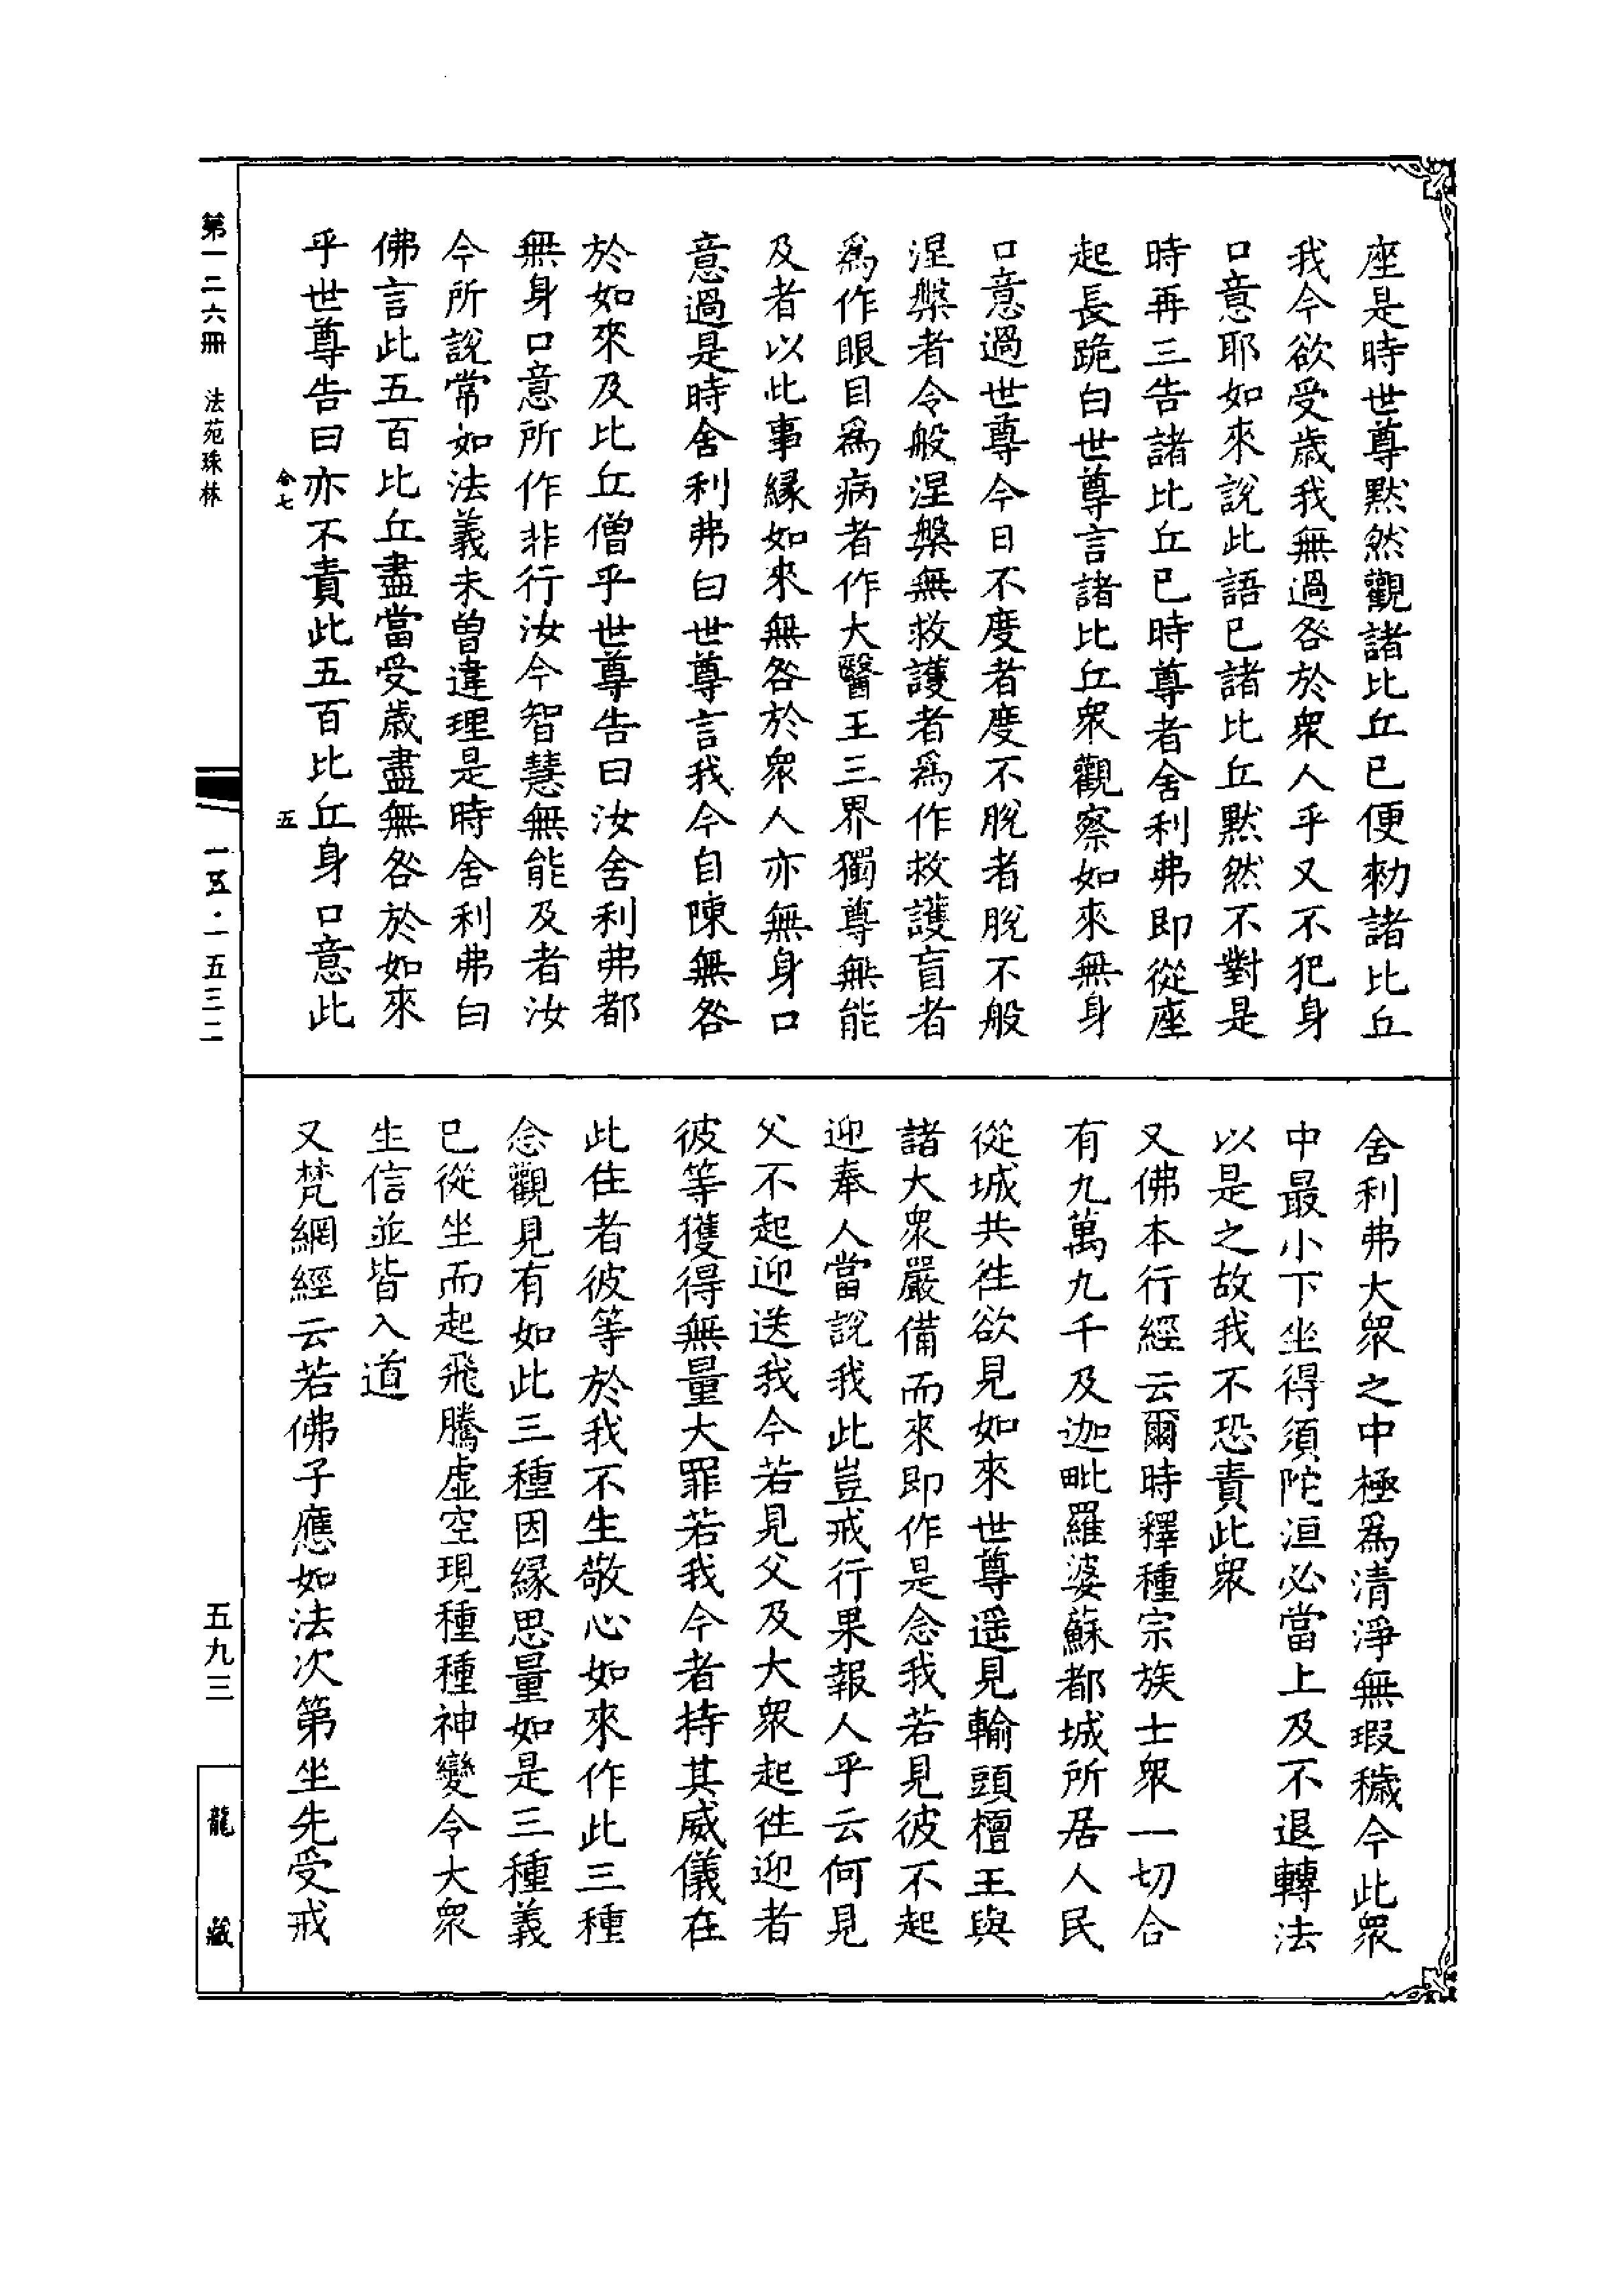 座是時世尊默然觀諸比丘已便勑諸比丘
我今欲受歲我無過咎於衆人乎又不犯身
口意耶如來說此語已諸比丘默然不對是
時再三告諸比丘已時尊者舍利弗即從座
起長跪白世尊言諸比丘衆觀察如來無身
口意過世尊今日不度者度不脫者脫不般
涅槃者令般涅槃無救護者爲作救護盲者
爲作眼目爲病者作大醫王三界獨尊無能
及者以此事緣如來無咎於衆人亦無身口
意過是時舍利弗白世尊言我今自陳無咎
於如來及比丘僧乎世尊告曰汝舍利弗都
無身口意所作非行汝今智慧無能及者汝
今所說常如法義未曾違理是時舍利弗白
佛言此五百比丘盡當受歲盡無咎於如來
乎世尊告曰亦不責此五百比丘身口意此
合七 五
舍利弗大衆之中極爲清淨無瑕穢今此衆
中最小下坐得須陀洹必當上及不退轉法
以是之故我不恐責此衆
又佛本行經云爾時釋種宗族士衆一切合
有九萬九千及迦毗羅婆蘇都城所居人民
從城共往欲見如來世尊遥見輸頭檀王與
諸大衆嚴備而來即作是念我若見彼不起
迎奉人當說我此豈戒行果報人乎云何見
父不起迎送我今若見父及大衆起往迎者
彼等獲得無量大罪若我今者持其威儀在
此住者彼等於我不生敬心如來作此三種
念觀見有如此三種因緣思量如是三種義
已從坐而起飛騰虛空現種種神變令大衆
生信並皆入道
又梵網經云若佛子應如法次第坐先受戒
第一二六冊 法苑珠林
一五·一五三二
五九三
龍藏